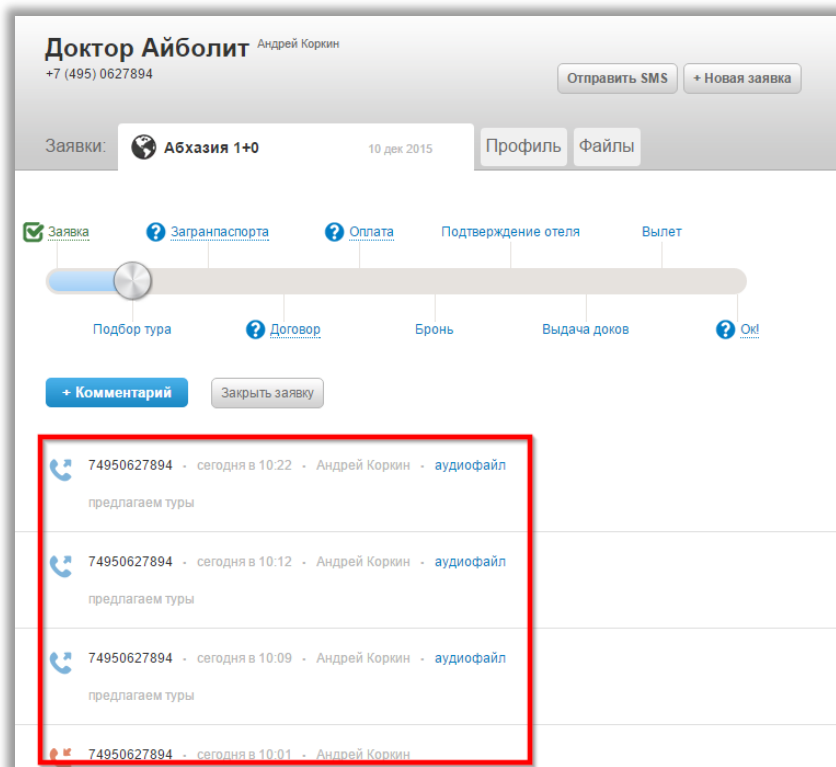 Доктор Айболит Андрей Коркин
+7 (495) 0627894
Отправить SMS + Новая заявка
Заявки: Абхазия 1+0 10 дек 2015 Профиль Файлы
Заявка ? Загранпаспорта ? Оплата Подтверждение отеля Вылет
Подбор тура ? Договор Бронь Выдача доков ? Ок!
+ Комментарий Закрыть заявку
74950627894 - сегодня в 10:22 - Андрей Коркин - аудиофайл
предлагаем туры
74950627894 - сегодня в 10:12 - Андрей Коркин - аудиофайл
предлагаем туры
74950627894 - сегодня в 10:09 - Андрей Коркин - аудиофайл
предлагаем туры
74950627894 - сегодня в 10:01 - Андрей Коркин